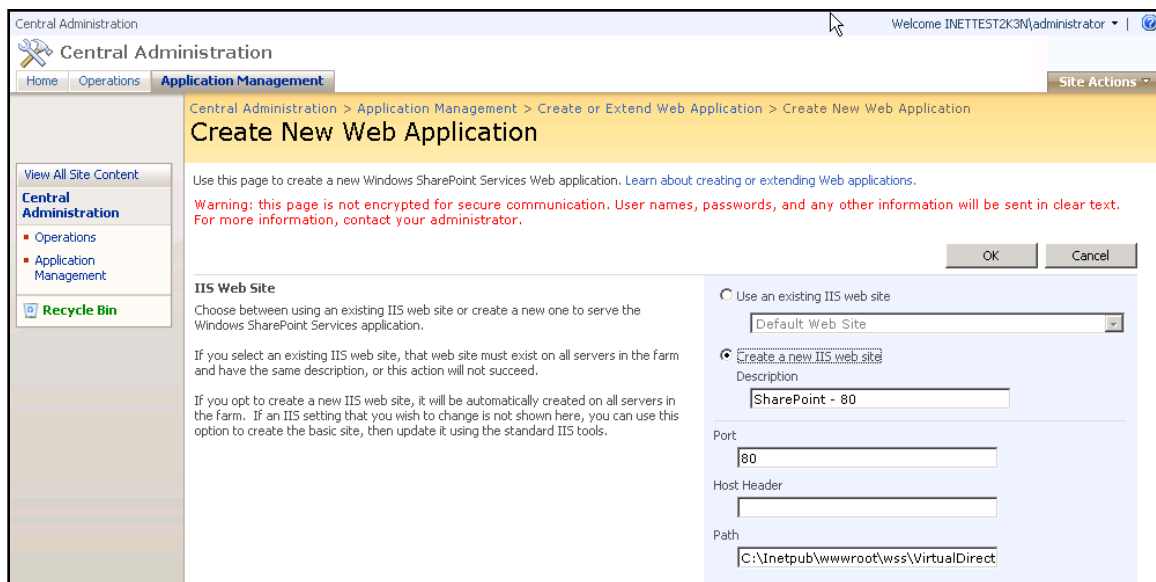 Central Administration
Welcome INETTEST2K3N\administrator
Central Administration
Home Operations Application Management
Site Actions
Central Administration > Application Management > Create or Extend Web Application > Create New Web Application
Create New Web Application
View All Site Content
Central
Administration
Operations
Application
Management
Recycle Bin
Use this page to create a new Windows SharePoint Services Web application. Learn about creating or extending Web applications.
Warning: this page is not encrypted for secure communication. User names, passwords, and any other information will be sent in clear text.
For more information, contact your administrator.
OK Cancel
IIS Web Site
Choose between using an existing IIS web site or create a new one to serve the
Windows SharePoint Services application.
If you select an existing IIS web site, that web site must exist on all servers in the farm
and have the same description, or this action will not succeed.
If you opt to create a new IIS web site, it will be automatically created on all servers in
the farm. If an IIS setting that you wish to change is not shown here, you can use this
option to create the basic site, then update it using the standard IIS tools.
Use an existing IIS web site
Default Web Site
Create a new IIS web site
Description
SharePoint - 80
Port
80
Host Header
Path
C:\Inetpub\wwwroot\wss\VirtualDirect